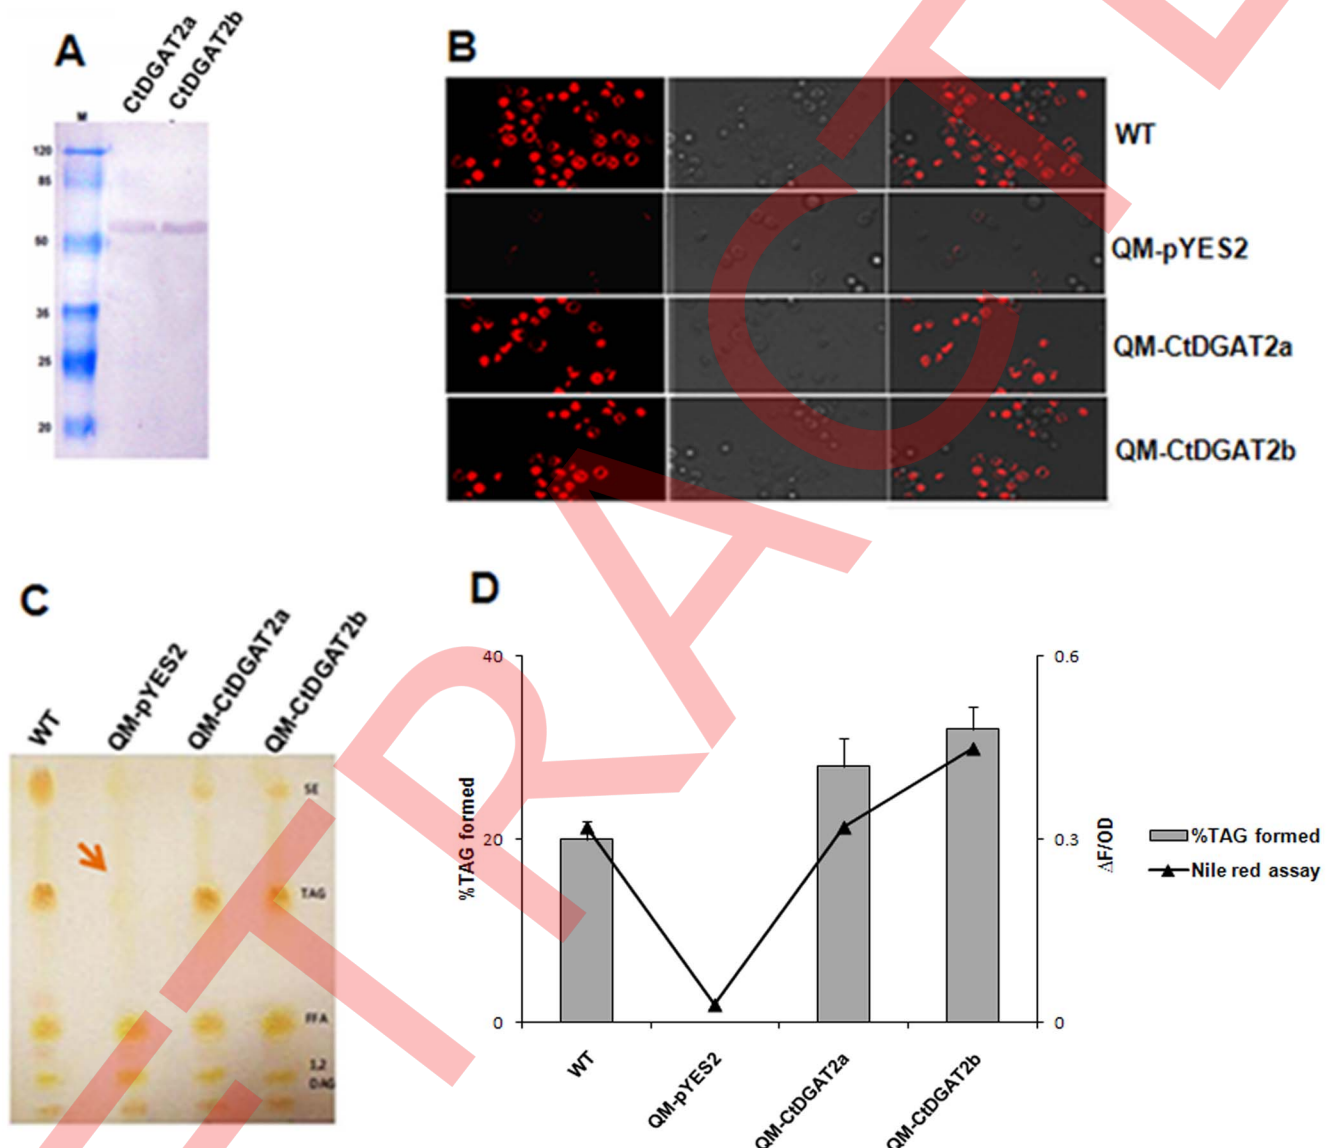 A
CtDGAT2a
CtDGAT2b
M
120
85
50
35
25
20
B
WT
QM-pYES2
QM-CtDGAT2a
QM-CtDGAT2b
C
WT
QM-pYES2
QM-CtDGAT2a
QM-CtDGAT2b
SE
TAG
FFA
1,2
DAG
D
40
20
0
%TAG formed
0.6
0.3
0
ΔF/OD
%TAG formed
Nile red assay
WT
QM-pYES2
QM-CtDGAT2a
QM-CtDGAT2b